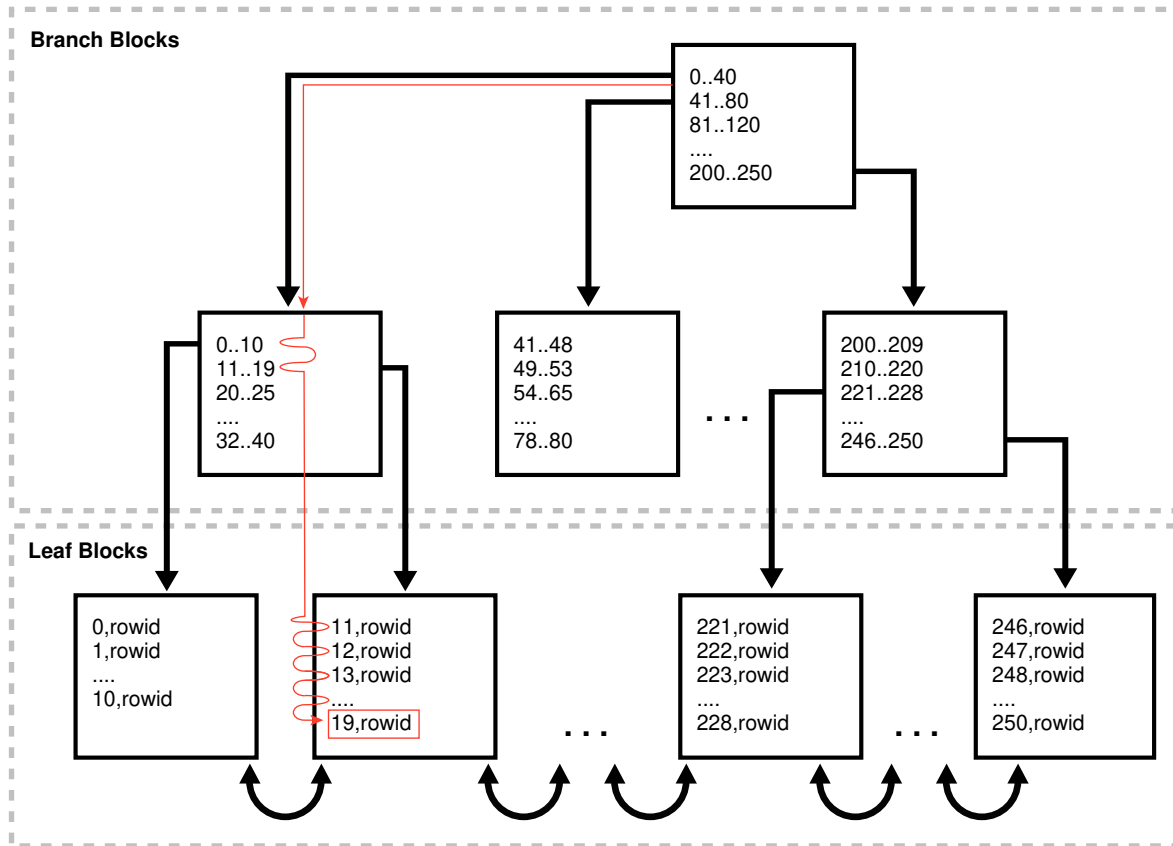 Branch Blocks
0..40
41..80
81..120
....
200..250
0..10
11..19
20..25
....
32..40
41..48
49..53
54..65
....
78..80
...
200..209
210..220
221..228
....
246..250
Leaf Blocks
0,rowid
1,rowid
....
10,rowid
11,rowid
12,rowid
13,rowid
....
19,rowid
...
221,rowid
222,rowid
223,rowid
....
228,rowid
...
246,rowid
247,rowid
248,rowid
....
250,rowid